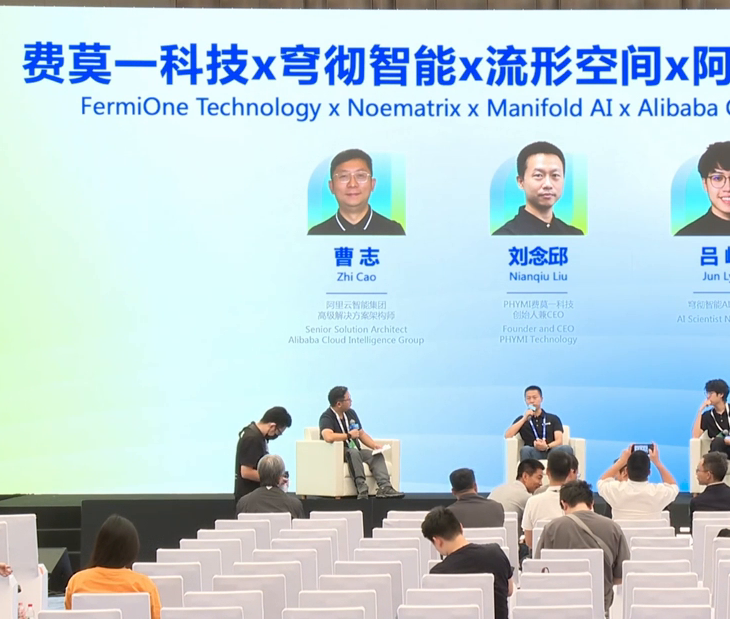 费莫一科技x穹彻智能x流形空间x阿
FermiOne Technology x Noematrix x Manifold AI x Alibaba C
曹 志
Zhi Cao
阿里云智能集团
高级解决方案架构师
Senior Solution Architect
Alibaba Cloud Intelligence Group
刘念邱
Nianqiu Liu
PHYMI费莫一科技
创始人兼CEO
Founder and CEO
PHYMI Technology
吕
Jun Ly
穹彻智能AI
AI Scientist N